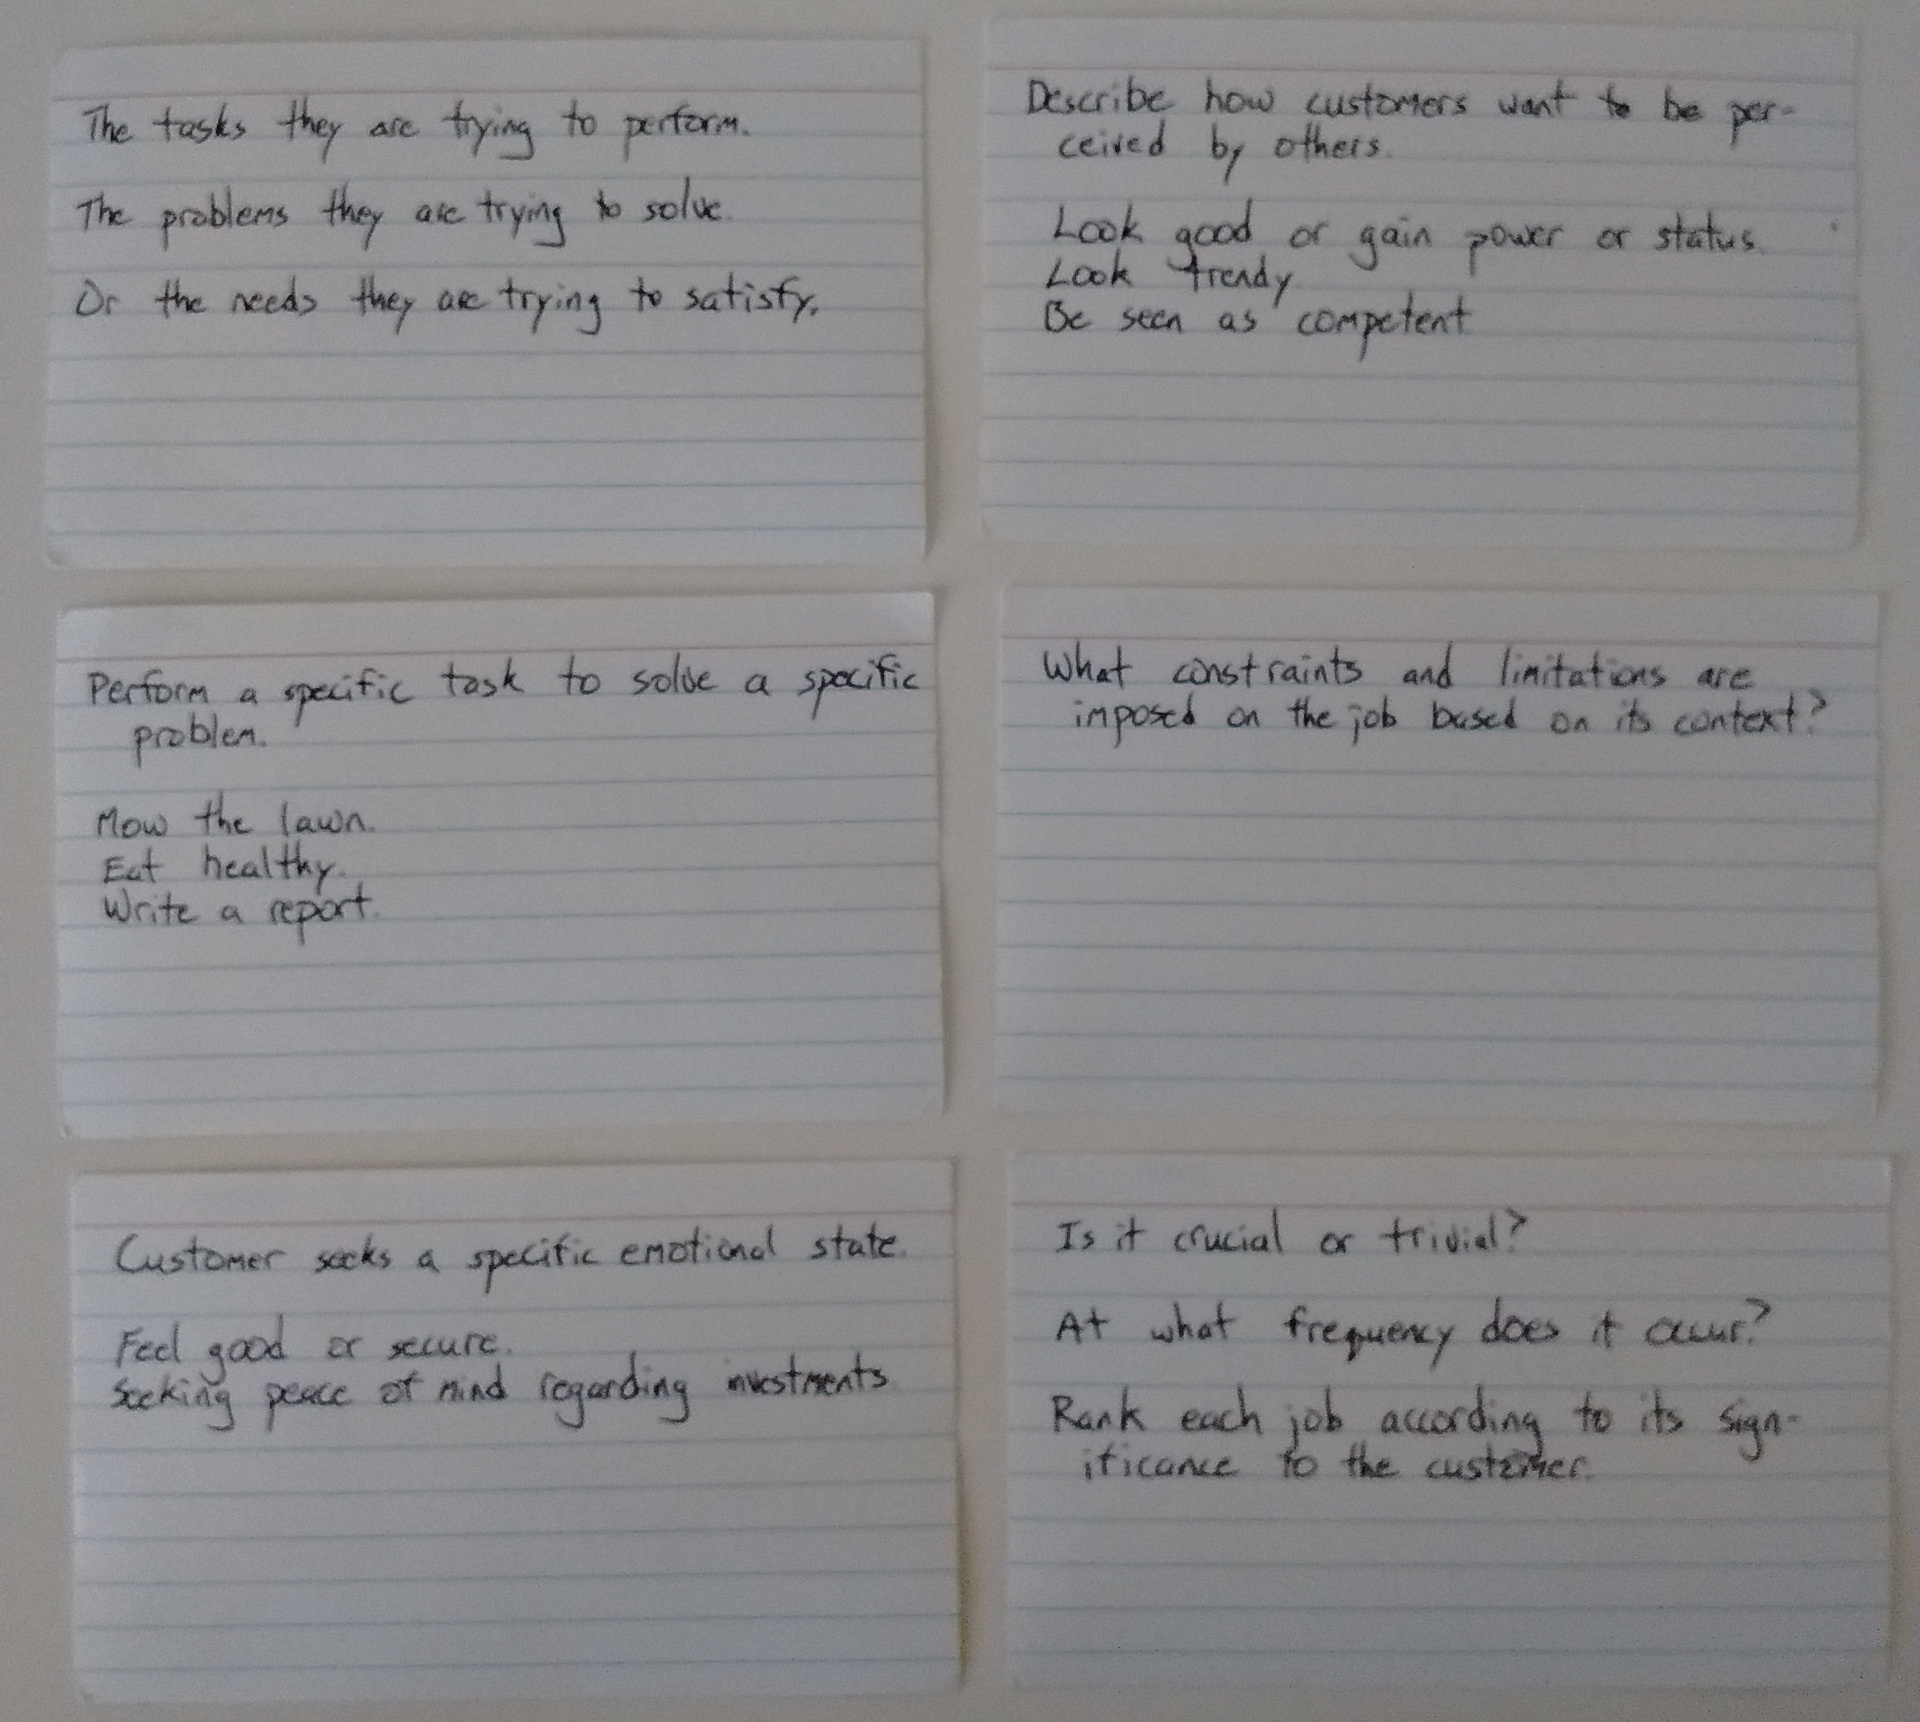 The tasks they are trying to perform.
The problems they are trying to solve.
Or the needs they are trying to satisfy.
Describe how customers want to be per-
ceived by others.
Look good or gain power or status.
Look trendy.
Be seen as competent
Perform a specific task to solve a specific
problem.
Mow the lawn.
Eat healthy.
Write a report.
What constraints and limitations are
imposed on the job based on its context?
Customer seeks a specific emotional state.
Feel good or secure.
Seeking peace of mind regarding investments
Is it crucial or trivial?
At what frequency does it occur?
Rank each job according to its sign-
ificance to the customer.